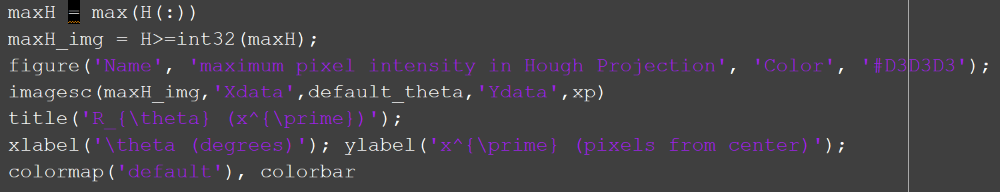 maxH = max(H(:))
maxH_img = H>=int32(maxH);
figure('Name', 'maximum pixel intensity in Hough Projection', 'Color', '#D3D3D3');
imagesc(maxH_img,'Xdata',default_theta,'Ydata',xp)
title('R_{\theta} (x^{\prime})');
xlabel('\theta (degrees)'); ylabel('x^{\prime} (pixels from center)');
colormap('default'), colorbar